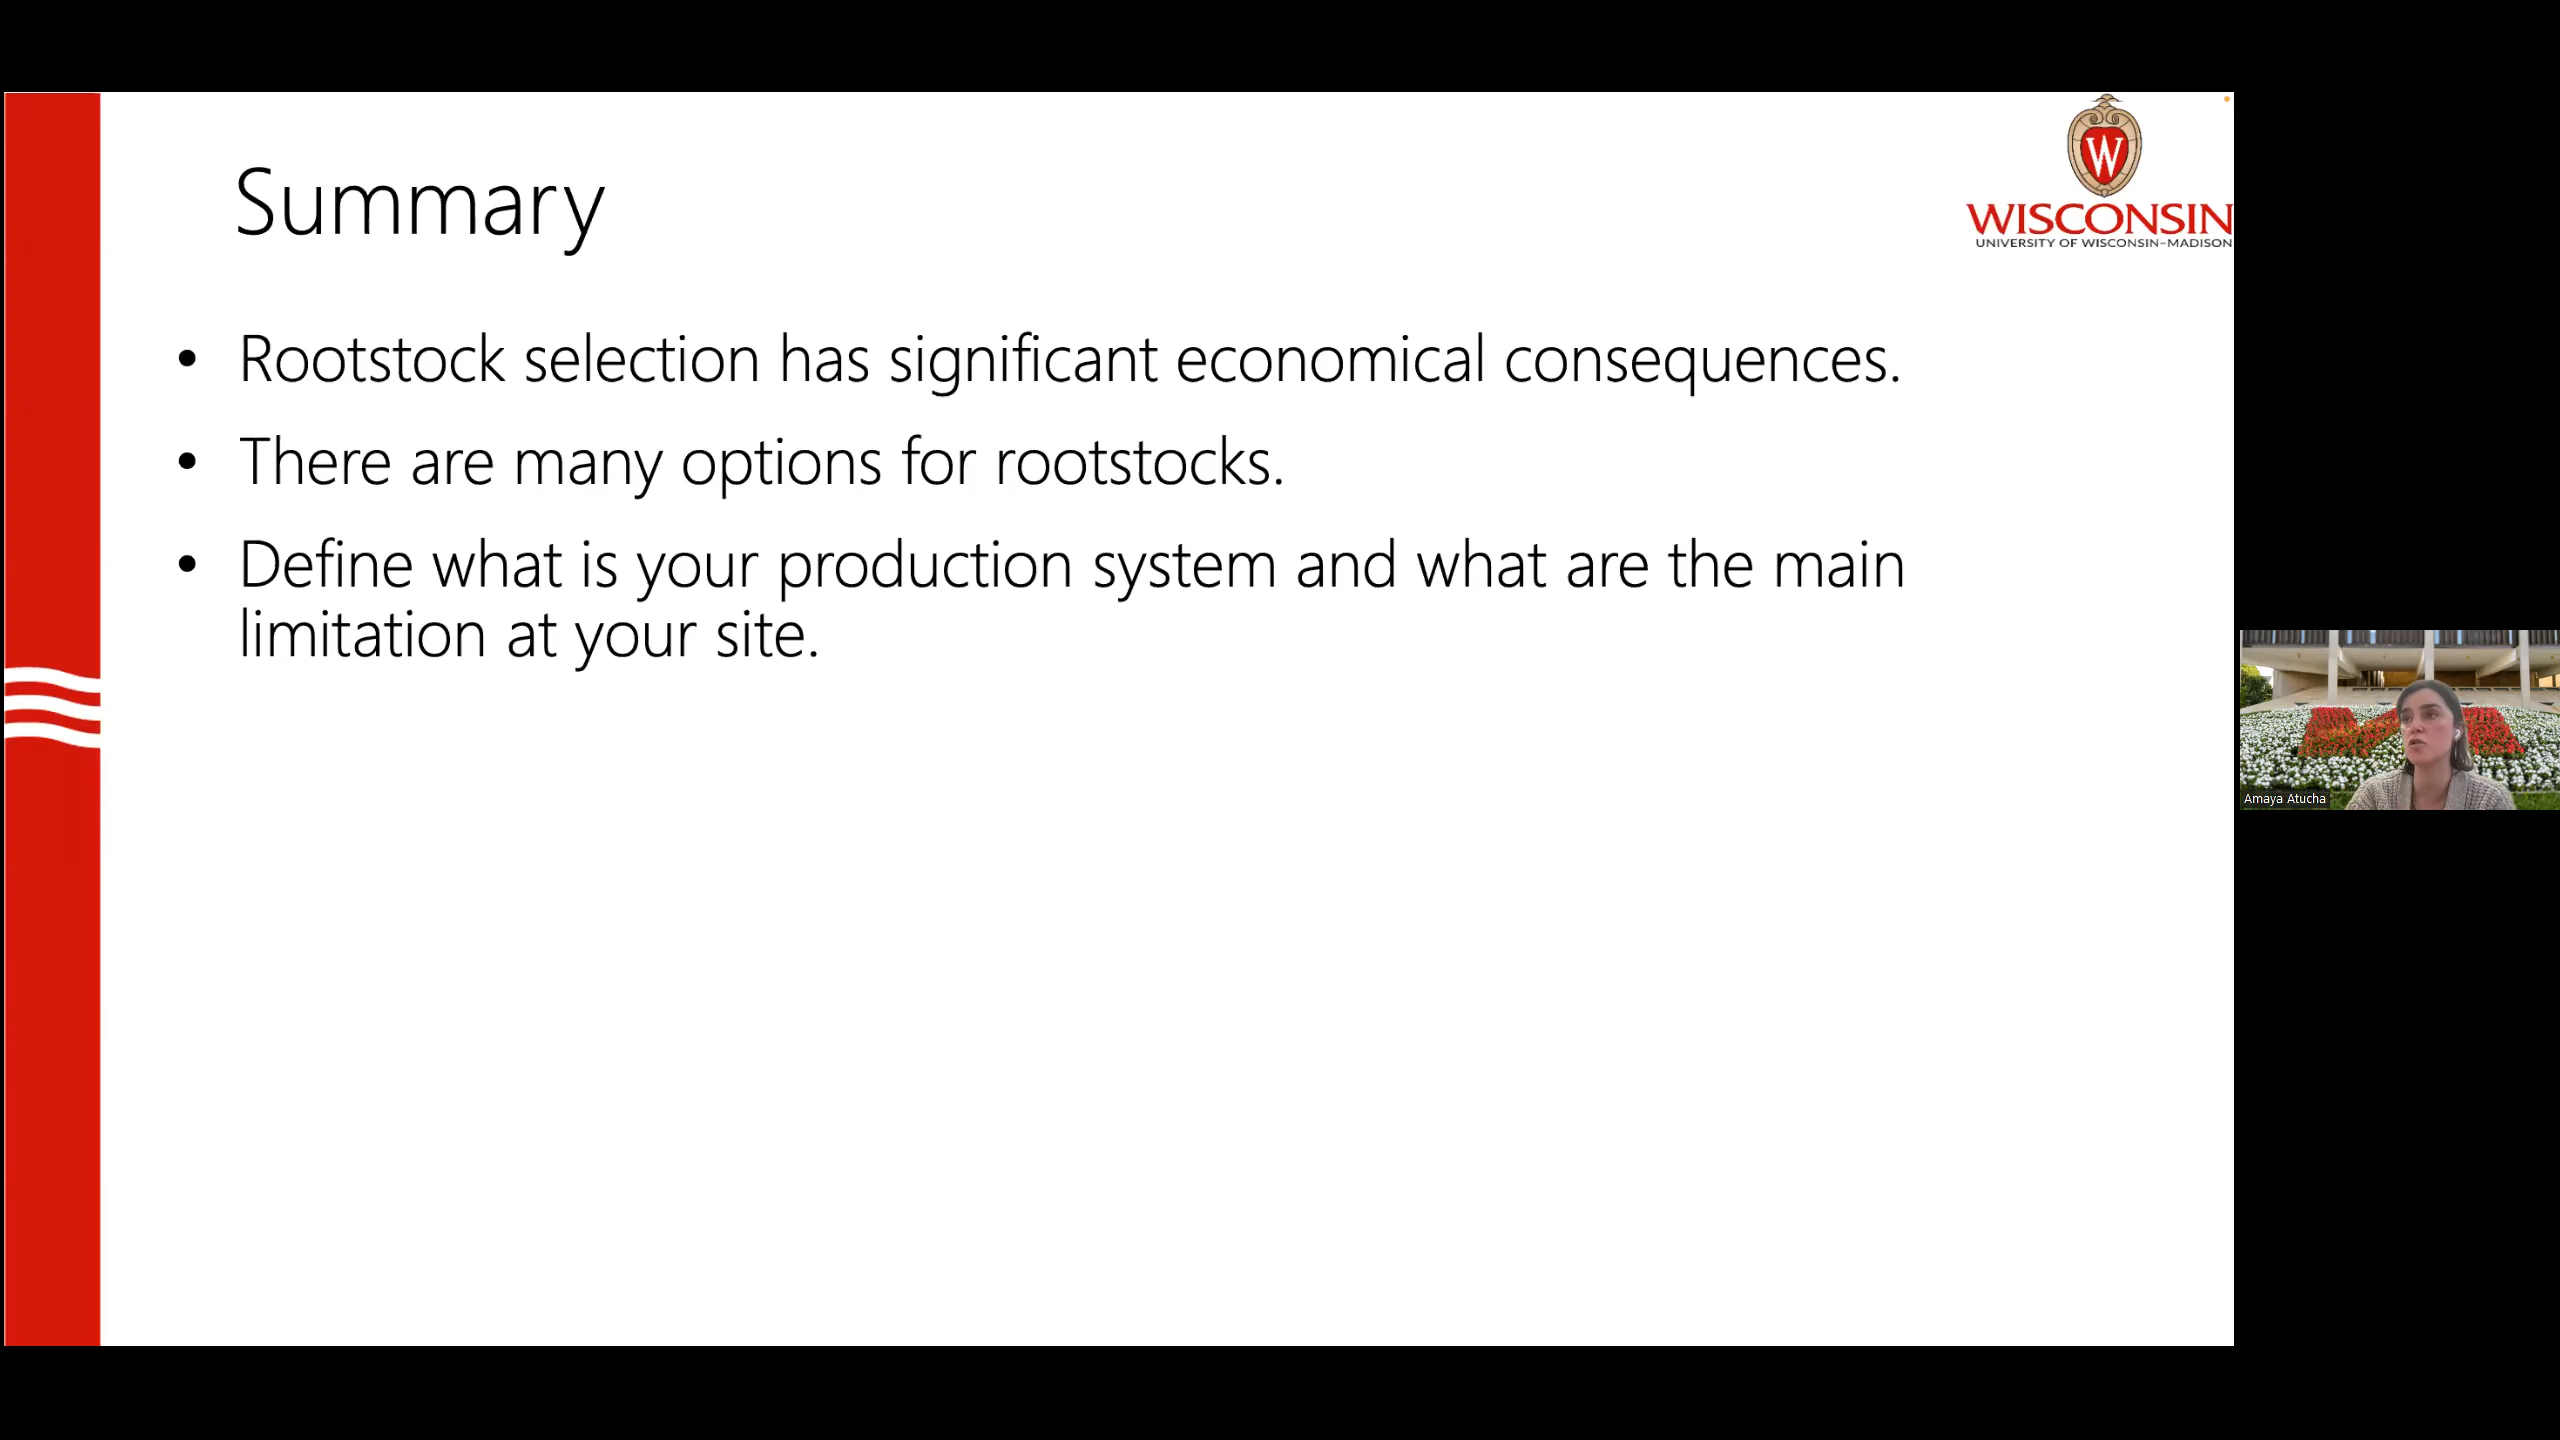 Summary
W
WISCONSIN
UNIVERSITY OF WISCONSIN–MADISON
• Rootstock selection has significant economical consequences.
• There are many options for rootstocks.
• Define what is your production system and what are the main
limitation at your site.
Amaya Atucha